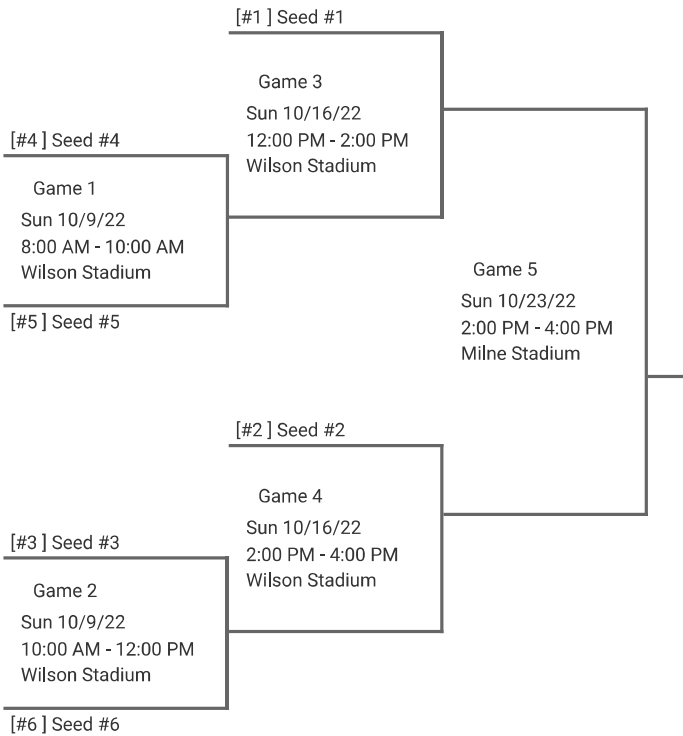 [#1 ] Seed #1
Game 3
Sun 10/16/22
12:00 PM - 2:00 PM
Wilson Stadium
[#4 ] Seed #4
Game 1
Sun 10/9/22
8:00 AM - 10:00 AM
Wilson Stadium
[#5 ] Seed #5
Game 5
Sun 10/23/22
2:00 PM - 4:00 PM
Milne Stadium
[#2 ] Seed #2
Game 4
Sun 10/16/22
2:00 PM - 4:00 PM
Wilson Stadium
[#3 ] Seed #3
Game 2
Sun 10/9/22
10:00 AM - 12:00 PM
Wilson Stadium
[#6 ] Seed #6